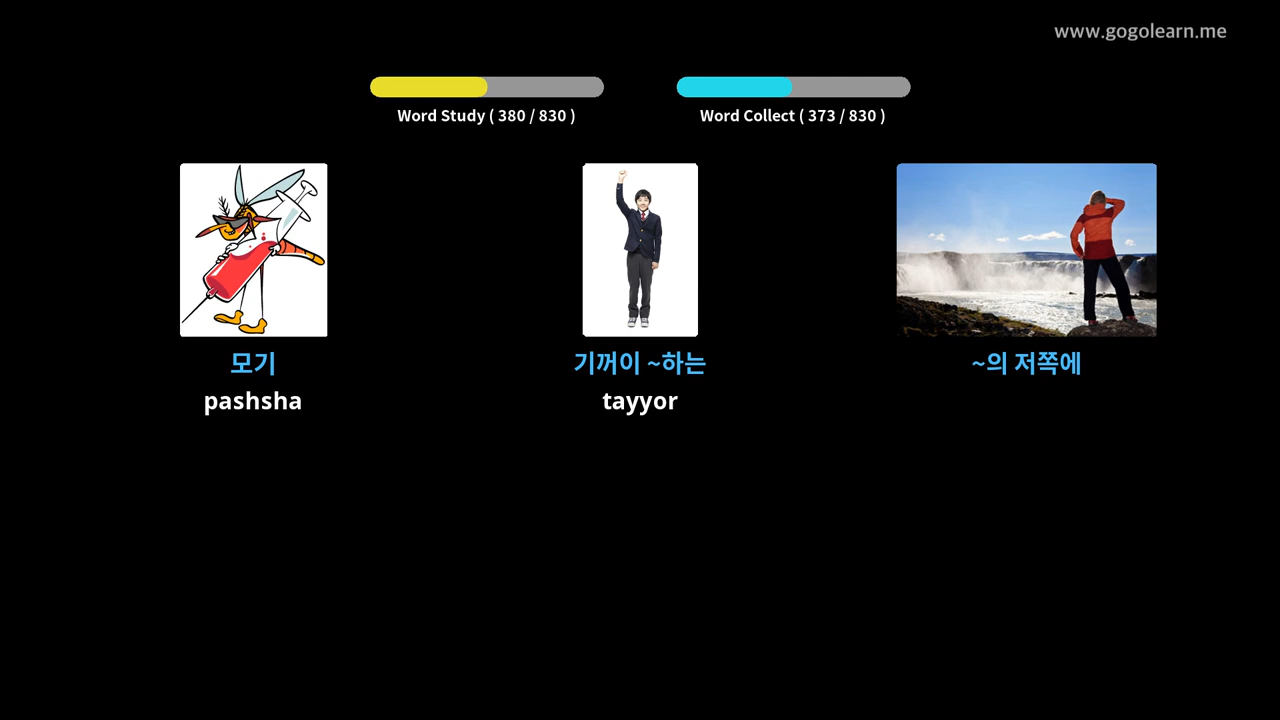 www.gogolearn.me
Word Study ( 380 / 830 )
Word Collect ( 373 / 830 )
모기
pashsha
기꺼이 ~하는
tayyor
~의 저쪽에